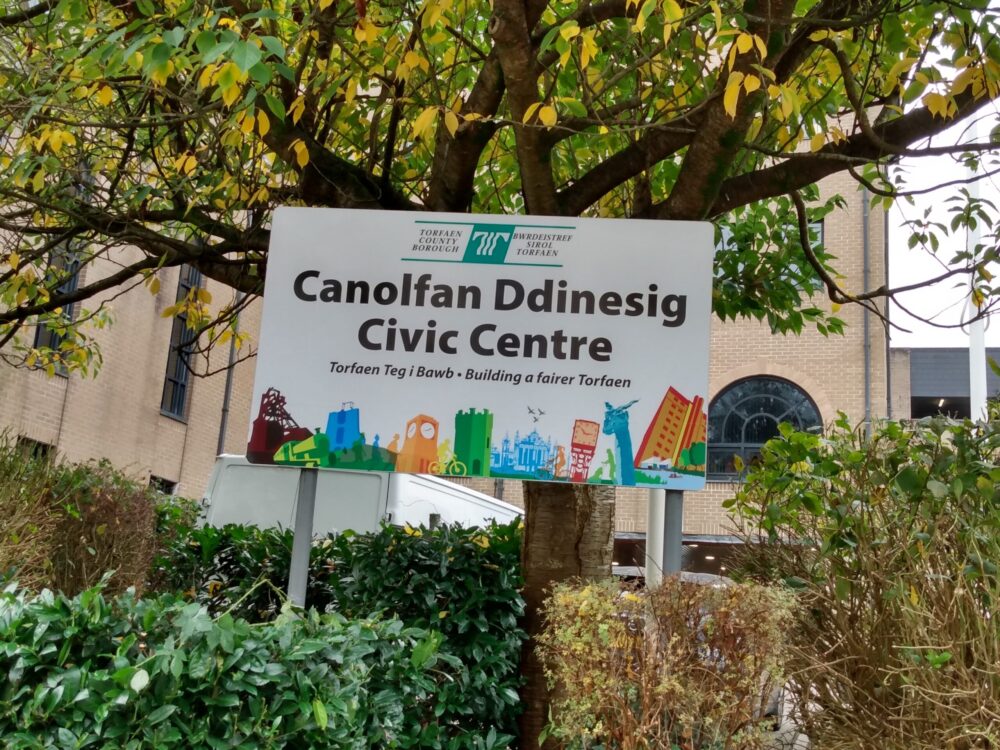 TORFAEN
COUNTY
BOROUGH
BWRDEISTREF
SIROL
TORFAEN
Canolfan Ddinesig
Civic Centre
Torfaen Teg i Bawb • Building a fairer Torfaen